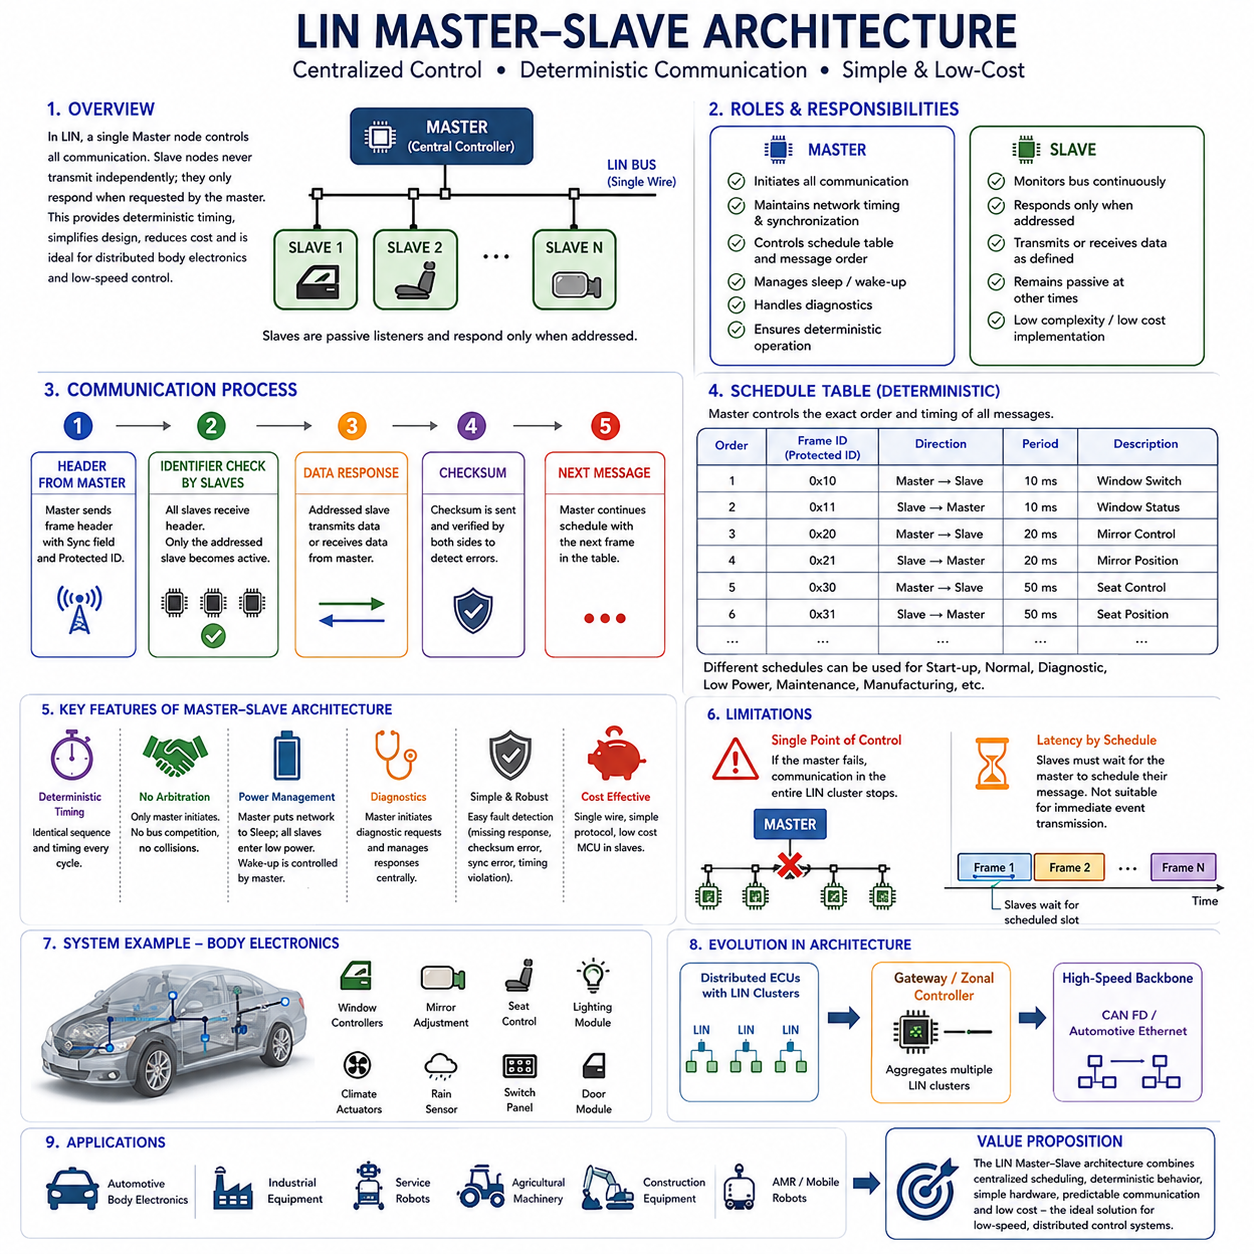 LIN MASTER–SLAVE ARCHITECTURE
Centralized Control • Deterministic Communication • Simple & Low-Cost
1. OVERVIEW
In LIN, a single Master node controls
all communication. Slave nodes never
transmit independently; they only
respond when requested by the master.
This provides deterministic timing,
simplifies design, reduces cost and is
ideal for distributed body electronics
and low-speed control.
MASTER
(Central Controller)
LIN BUS
(Single Wire)
SLAVE 1
SLAVE 2
...
SLAVE N
Slaves are passive listeners and respond only when addressed.
2. ROLES & RESPONSIBILITIES
MASTER
Initiates all communication
Maintains network timing
& synchronization
Controls schedule table
and message order
Manages sleep / wake-up
Handles diagnostics
Ensures deterministic
operation
SLAVE
Monitors bus continuously
Responds only when
addressed
Transmits or receives data
as defined
Remains passive at
other times
Low complexity / low cost
implementation
3. COMMUNICATION PROCESS
1
2
3
4
5
HEADER
FROM MASTER
Master sends
frame header
with Sync field
and Protected ID.
IDENTIFIER CHECK
BY SLAVES
All slaves receive
header.
Only the addressed
slave becomes active.
DATA RESPONSE
Addressed slave
transmits data
or receives data
from master.
CHECKSUM
Checksum is sent
and verified by
both sides to
detect errors.
NEXT MESSAGE
Master continues
schedule with
the next frame
in the table.
4. SCHEDULE TABLE (DETERMINISTIC)
Master controls the exact order and timing of all messages.
Order Frame ID (Protected ID) Direction Period Description
1 0x10 Master → Slave 10 ms Window Switch
2 0x11 Slave → Master 10 ms Window Status
3 0x20 Master → Slave 20 ms Mirror Control
4 0x21 Slave → Master 20 ms Mirror Position
5 0x30 Master → Slave 50 ms Seat Control
6 0x31 Slave → Master 50 ms Seat Position
... ... ... ... ...
Different schedules can be used for Start-up, Normal, Diagnostic,
Low Power, Maintenance, Manufacturing, etc.
5. KEY FEATURES OF MASTER–SLAVE ARCHITECTURE
Deterministic
Timing
Identical sequence
and timing every
cycle.
No Arbitration
Only master initiates.
No bus competition,
no collisions.
Power Management
Master puts network
to Sleep; all slaves
enter low power.
Wake-up is controlled
by master.
Diagnostics
Master initiates
diagnostic requests
and manages
responses
centrally.
Simple & Robust
Easy fault detection
(missing response,
checksum error,
sync error, timing
violation).
Cost Effective
Single wire, simple
protocol, low cost
MCU in slaves.
6. LIMITATIONS
Single Point of Control
If the master fails,
communication in the
entire LIN cluster stops.
MASTER
Latency by Schedule
Slaves must wait for the
master to schedule their
message. Not suitable
for immediate event
transmission.
Frame 1
Frame 2
...
Frame N
Time
Slaves wait for
scheduled slot
7. SYSTEM EXAMPLE – BODY ELECTRONICS
Window
Controllers
Mirror
Adjustment
Seat
Control
Lighting
Module
Climate
Actuators
Rain
Sensor
Switch
Panel
Door
Module
8. EVOLUTION IN ARCHITECTURE
Distributed ECUs
with LIN Clusters
LIN
LIN
LIN
Gateway / Zonal
Controller
Aggregates multiple
LIN clusters
High-Speed Backbone
CAN FD /
Automotive Ethernet
9. APPLICATIONS
Automotive
Body Electronics
Industrial
Equipment
Service
Robots
Agricultural
Machinery
Construction
Equipment
AMR / Mobile
Robots
VALUE PROPOSITION
The LIN Master–Slave architecture combines
centralized scheduling, deterministic behavior,
simple hardware, predictable communication
and low cost – the ideal solution for
low-speed, distributed control systems.